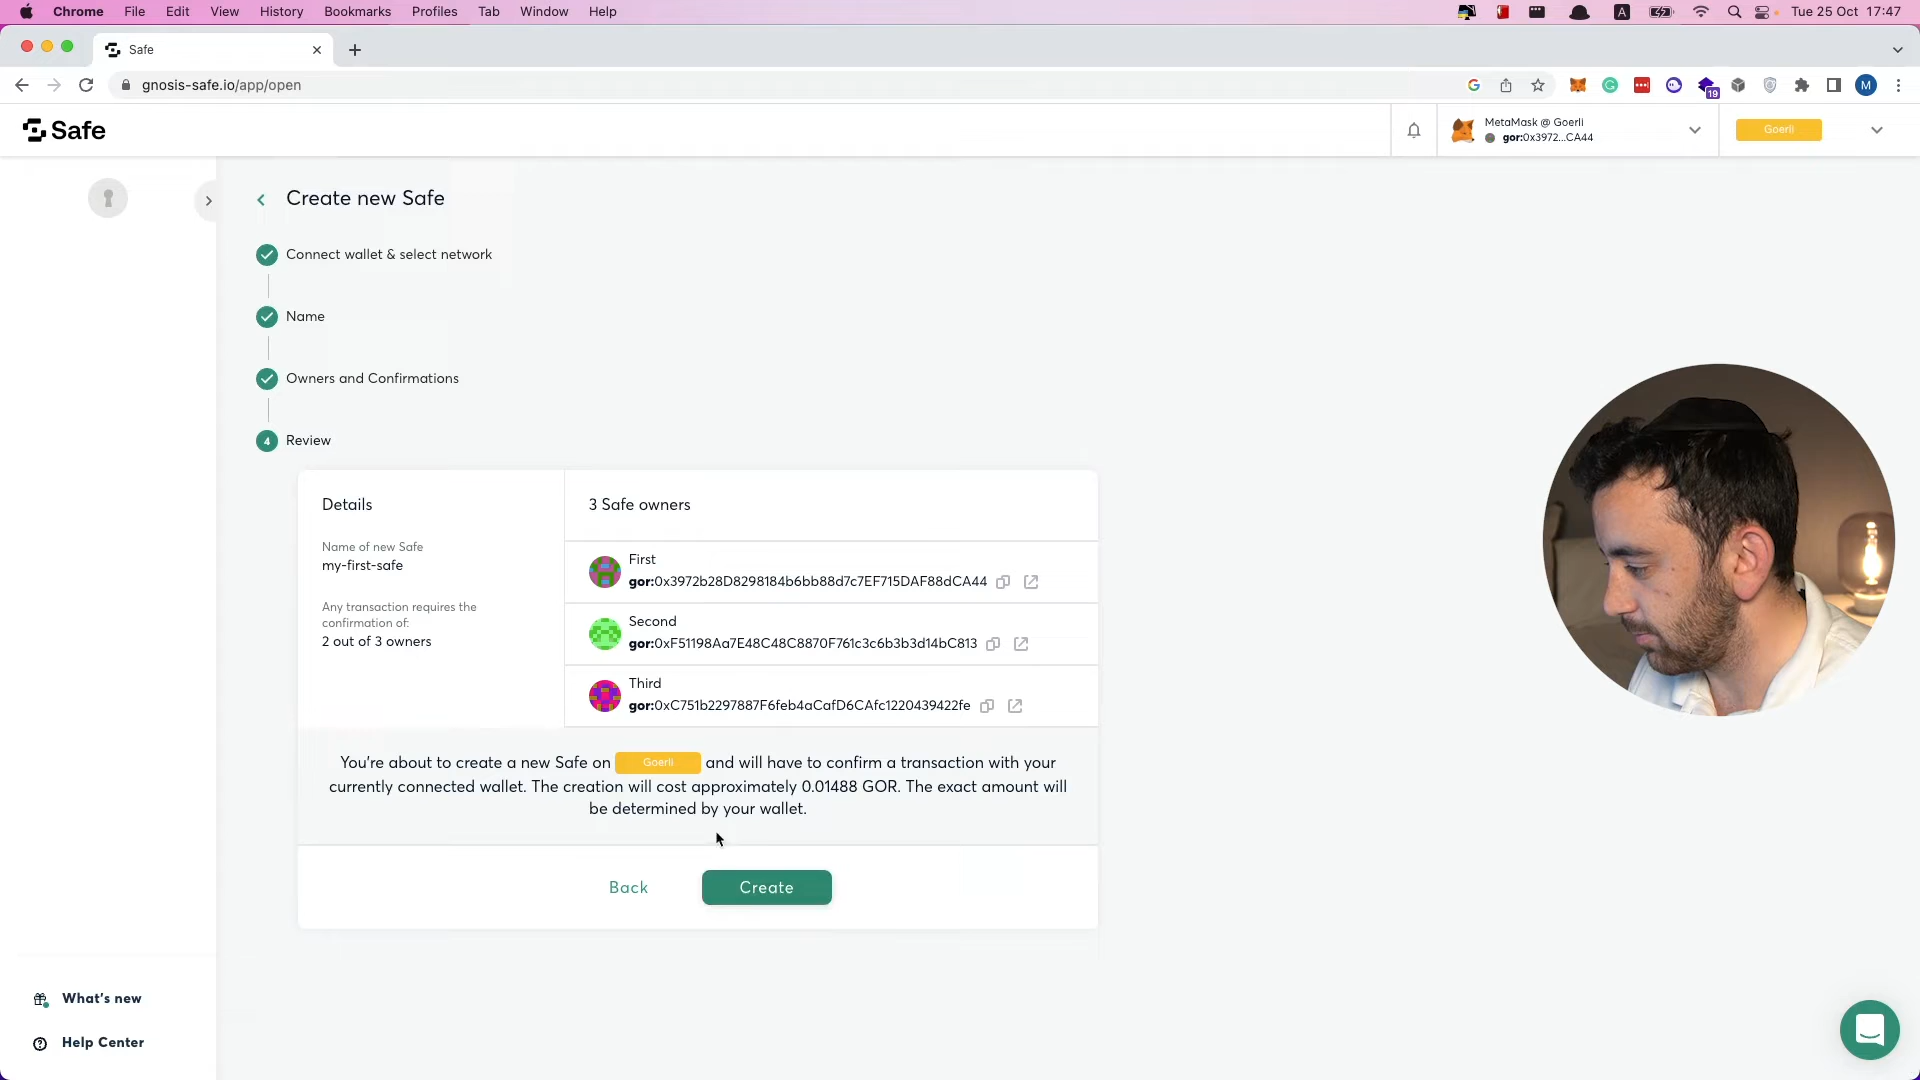 Chrome File Edit View History Bookmarks Profiles Tab Window Help A Tue 25 Oct 17:47
Safe
gnosis-safe.io/app/open 19 M
Safe
MetaMask @ Goerli
gor:0x3972...CA44
Goerli
Create new Safe
Connect wallet & select network
Name
Owners and Confirmations
4 Review
Details
3 Safe owners
Name of new Safe
my-first-safe
Any transaction requires the
confirmation of:
2 out of 3 owners
First
gor:0x3972b28D8298184b6bb88d7c7EF715DAF88dCA44
Second
gor:0xF51198Aa7E48C48C8870F761c3c6b3b3d14bC813
Third
gor:0xC751b2297887F6feb4aCafD6CAfc1220439422fe
You're about to create a new Safe on Goerli and will have to confirm a transaction with your
currently connected wallet. The creation will cost approximately 0.01488 GOR. The exact amount will
be determined by your wallet.
Back
Create
What's new
Help Center